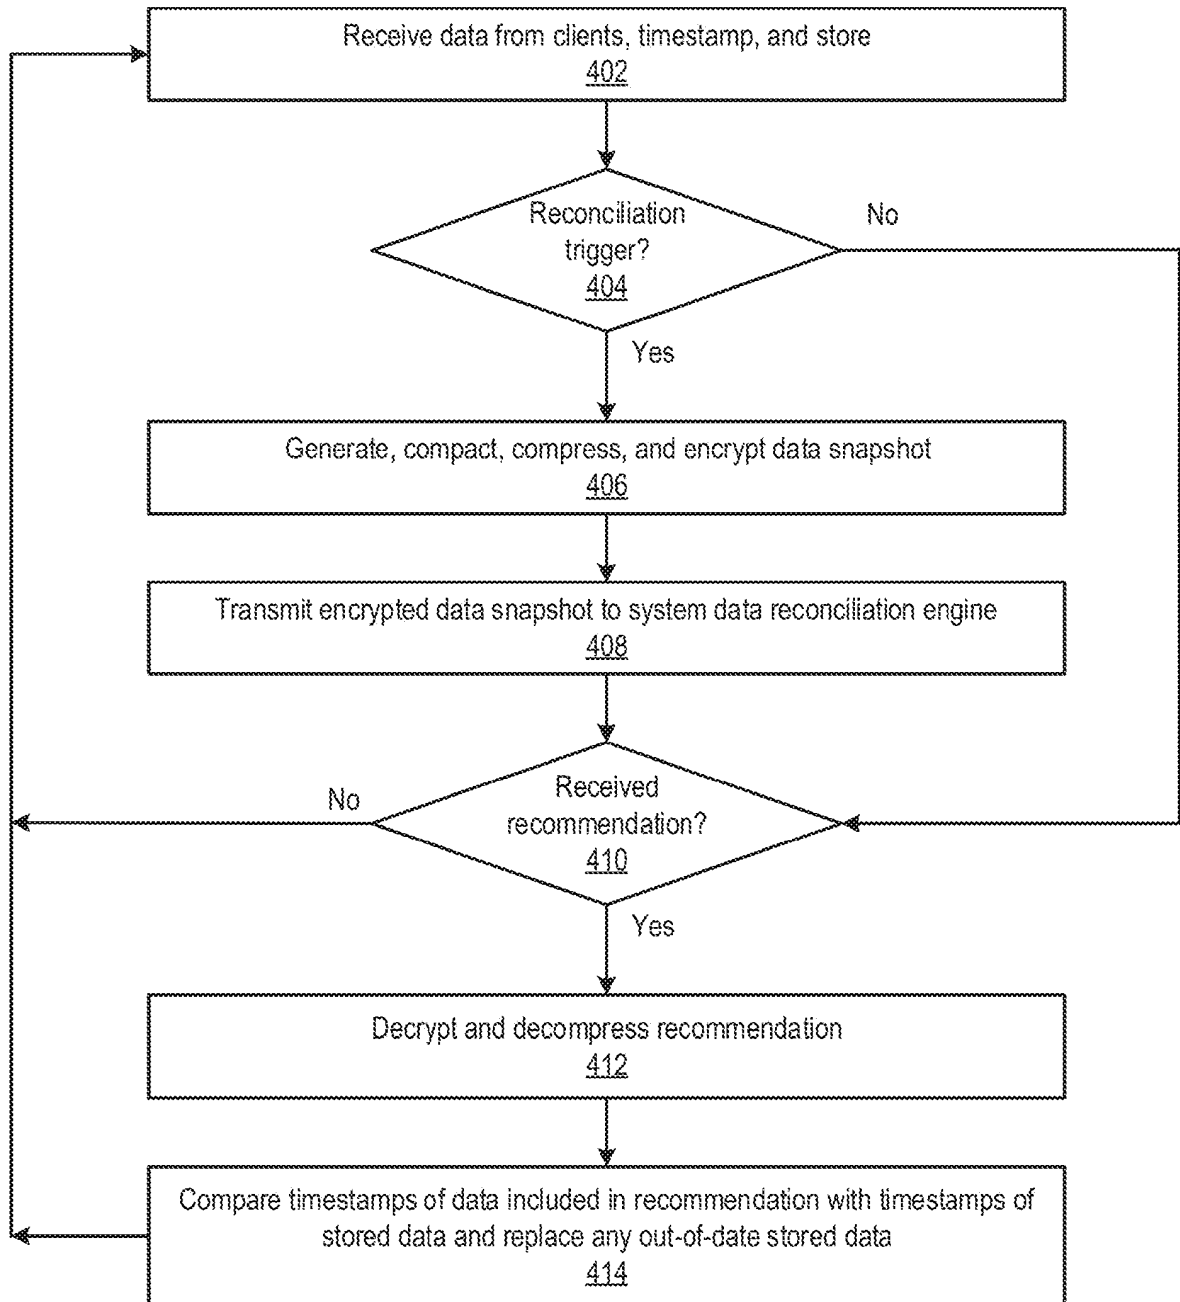 Receive data from clients, timestamp, and store
402
Reconciliation
trigger?
404
No
Yes
Generate, compact, compress, and encrypt data snapshot
406
Transmit encrypted data snapshot to system data reconciliation engine
408
Received
recommendation?
410
No
Yes
Decrypt and decompress recommendation
412
Compare timestamps of data included in recommendation with timestamps of
stored data and replace any out-of-date stored data
414